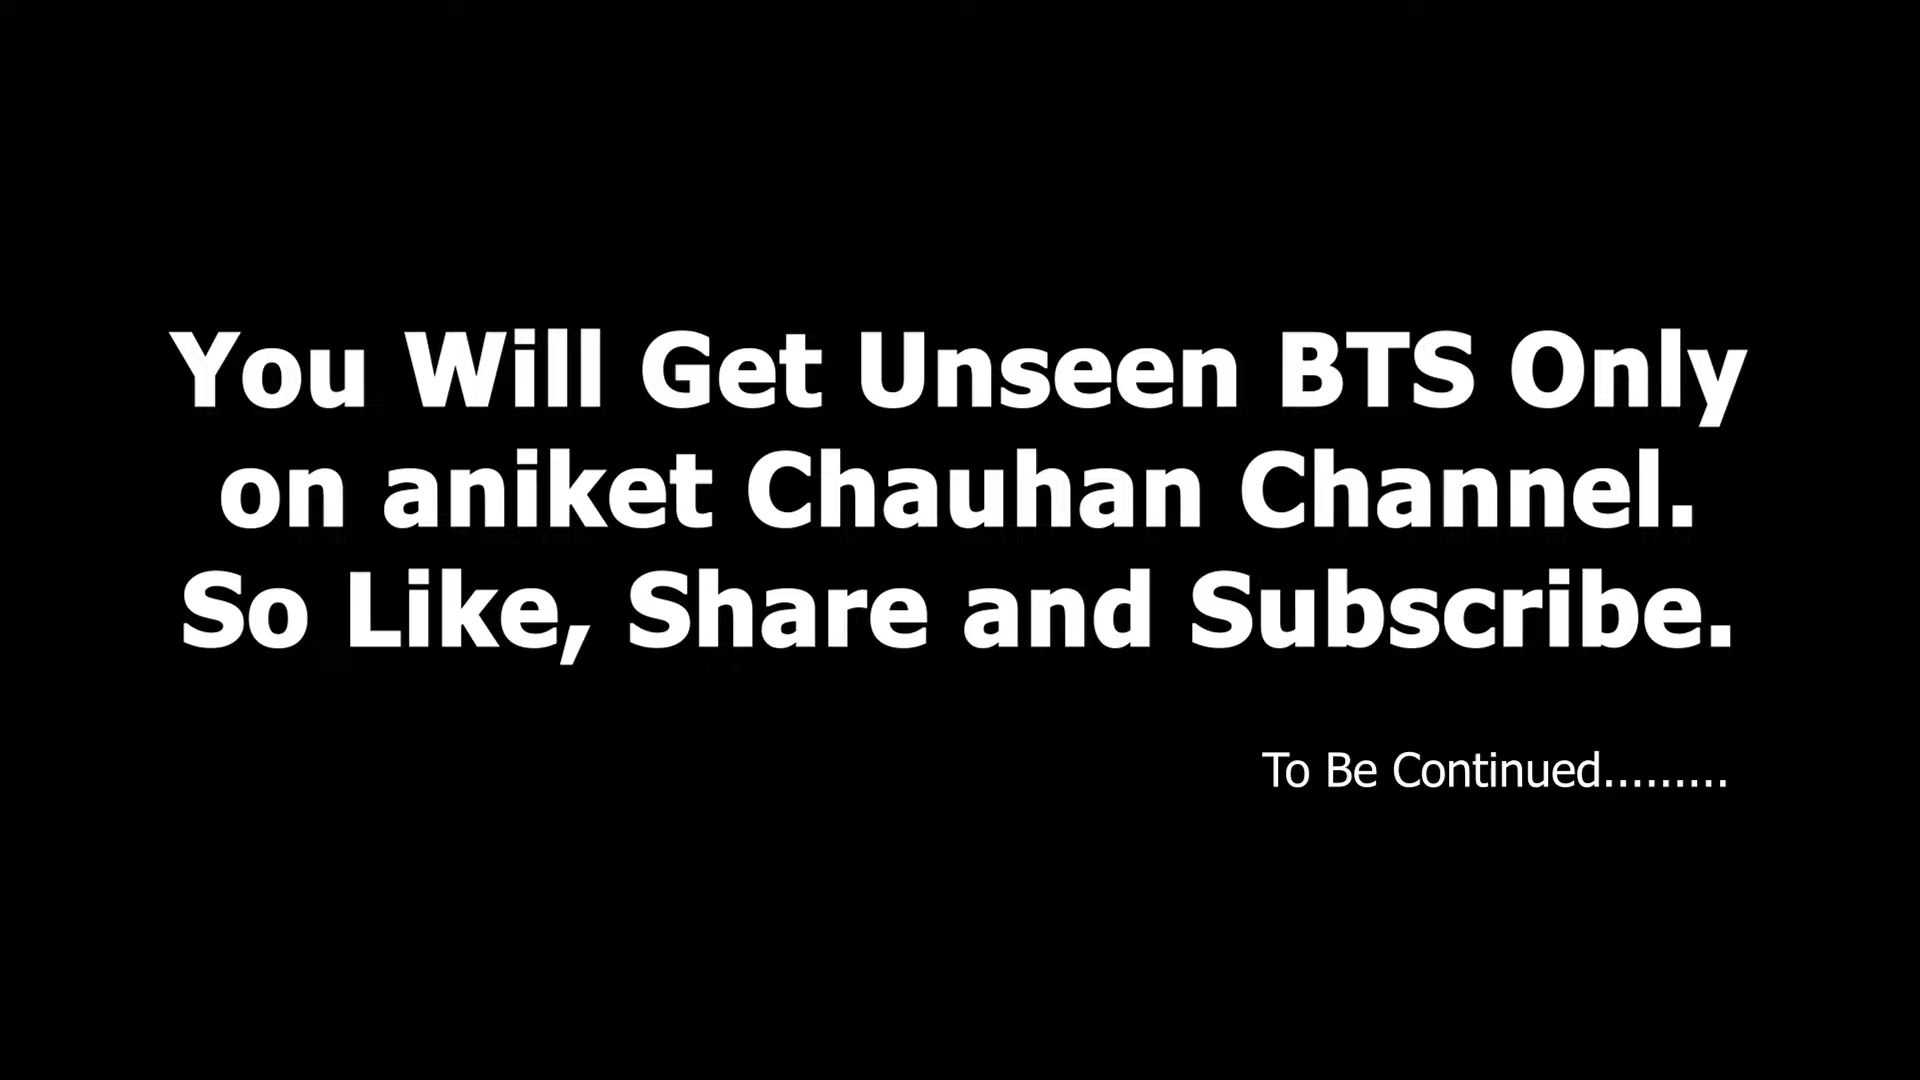 You Will Get Unseen BTS Only
on aniket Chauhan Channel.
So Like, Share and Subscribe.
To Be Continued.........